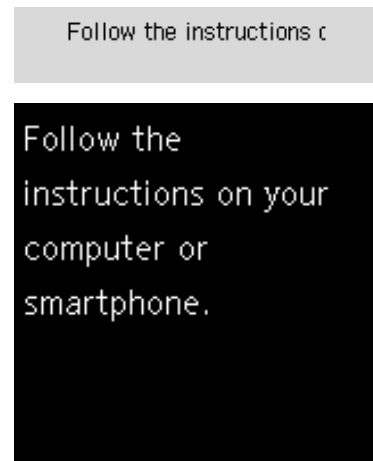 Follow the instructions
Follow the
instructions on your
computer or
smartphone.